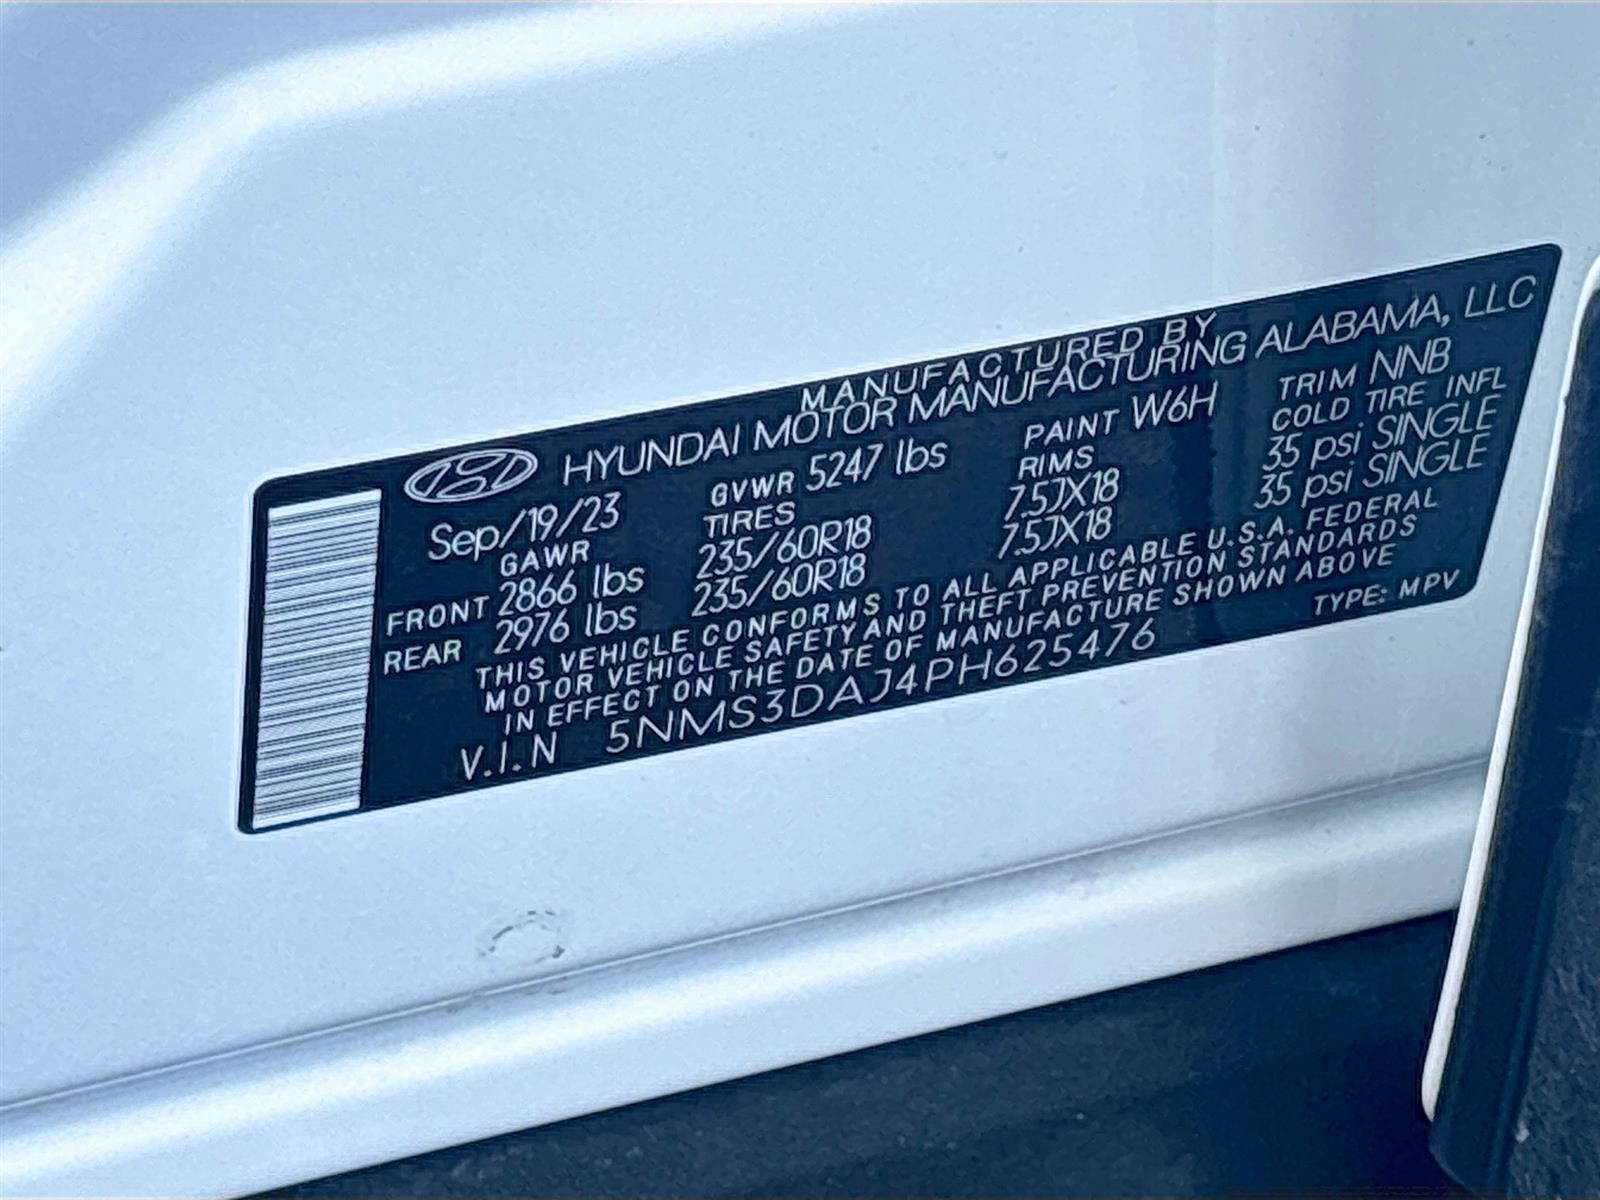 MANUFACTURED BY
HYUNDAI MOTOR MANUFACTURING ALABAMA, LLC
Sep/19/23 GVWR 5247 lbs PAINT W6H TRIM NNB
GAWR TIRES RIMS COLD TIRE INFL
FRONT 2866 lbs 235/60R18 7.5JX18 35 psi SINGLE
REAR 2976 lbs 235/60R18 7.5JX18 35 psi SINGLE
THIS VEHICLE CONFORMS TO ALL APPLICABLE U.S.A. FEDERAL
MOTOR VEHICLE SAFETY AND THEFT PREVENTION STANDARDS
IN EFFECT ON THE DATE OF MANUFACTURE SHOWN ABOVE
V.I.N 5NMS3DAJ4PH625476 TYPE: MPV